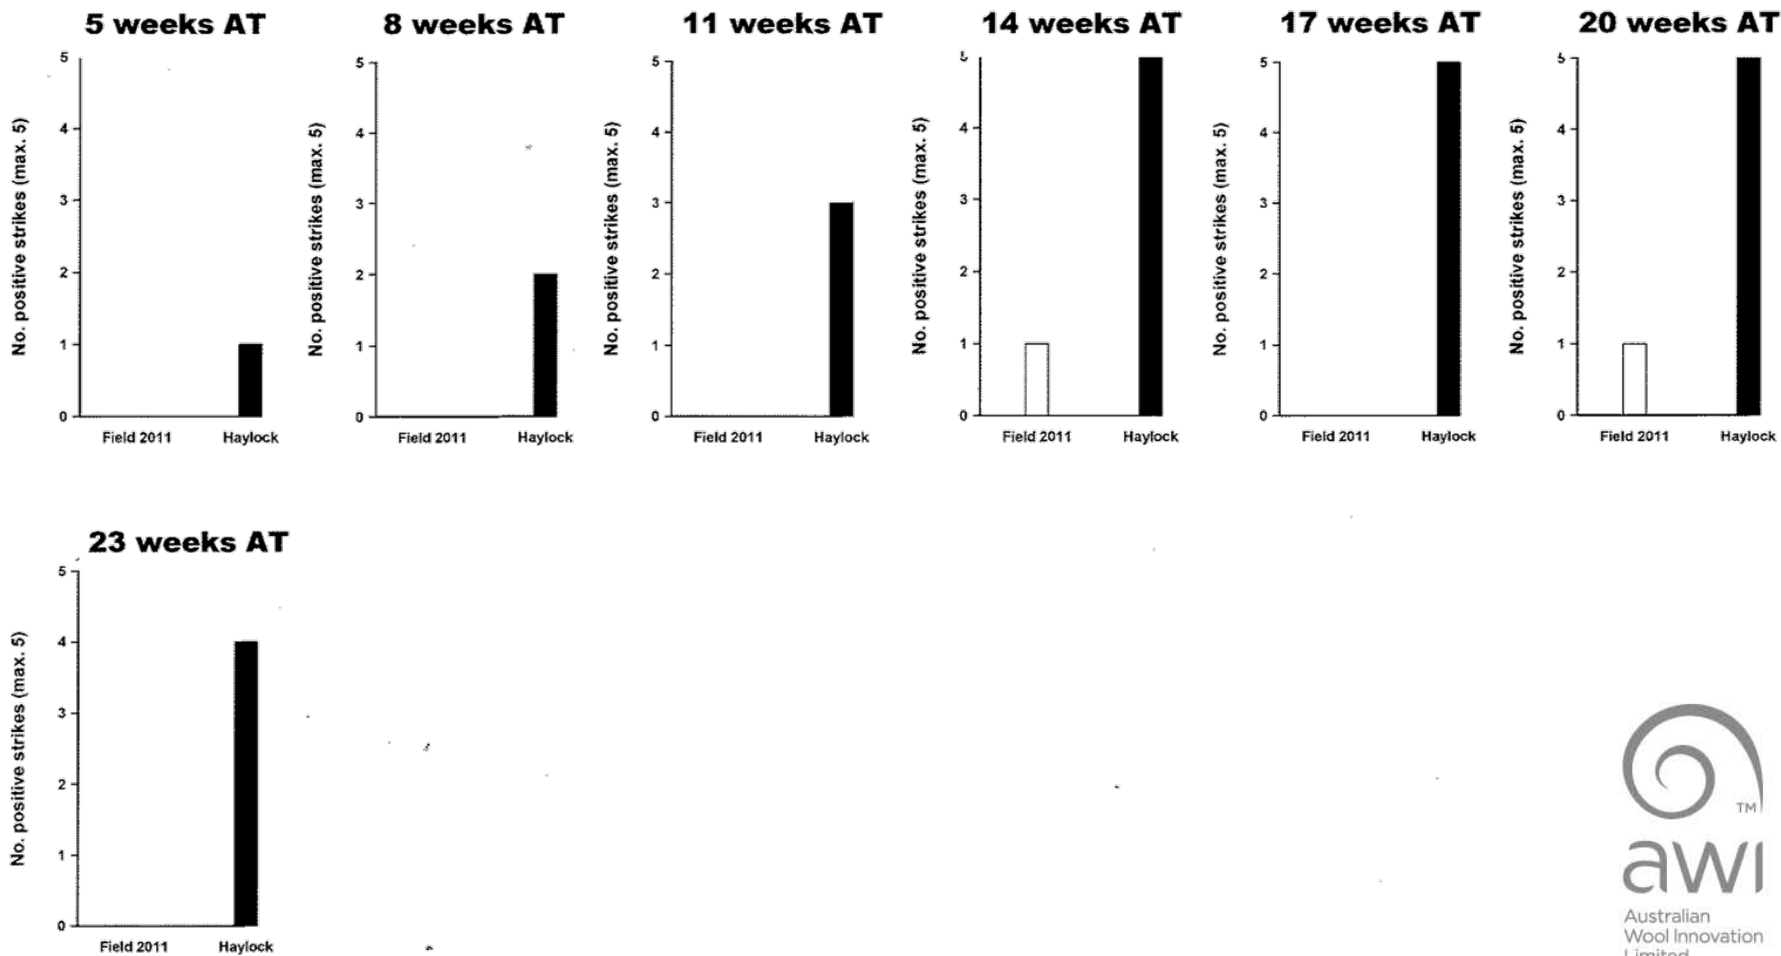 5 weeks AT
8 weeks AT
11 weeks AT
14 weeks AT
17 weeks AT
20 weeks AT
No. positive strikes (max. 5)
5
4
3
2
1
0
Field 2011 Haylock
No. positive strikes (max. 5)
5
4
3
2
1
0
Field 2011 Haylock
No. positive strikes (max. 5)
5
4
3
2
1
0
Field 2011 Haylock
No. positive strikes (max. 5)
5
4
3
2
1
0
Field 2011 Haylock
No. positive strikes (max. 5)
5
4
3
2
1
0
Field 2011 Haylock
No. positive strikes (max. 5)
5
4
3
2
1
0
Field 2011 Haylock
23 weeks AT
No. positive strikes (max. 5)
5
4
3
2
1
0
Field 2011 Haylock
TM
awi
Australian
Wool Innovation
Limited